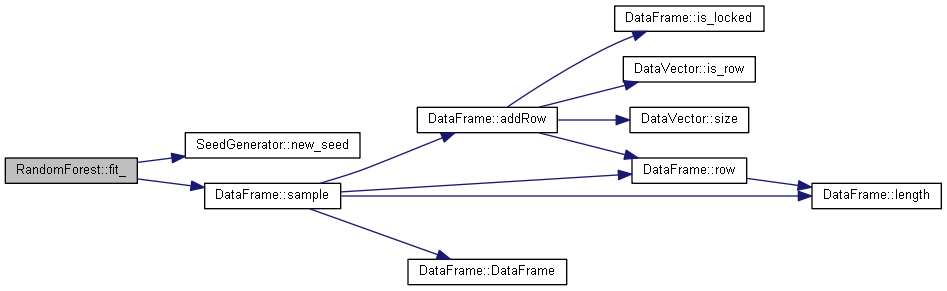 DataFrame::is_locked
DataVector::is_row
DataFrame::addRow
DataVector::size
SeedGenerator::new_seed
RandomForest::fit_
DataFrame::row
DataFrame::sample
DataFrame::length
DataFrame::DataFrame